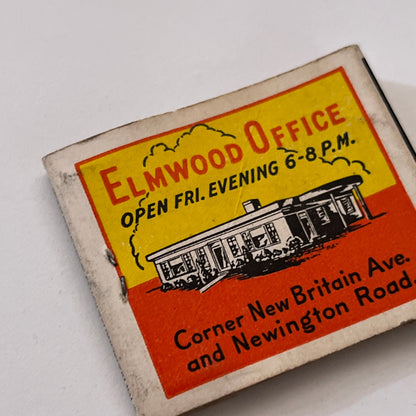 ELMWOOD OFFICE
OPEN FRI. EVENING 6-8 P.M.
Corner New Britain Ave.
and Newington Road.